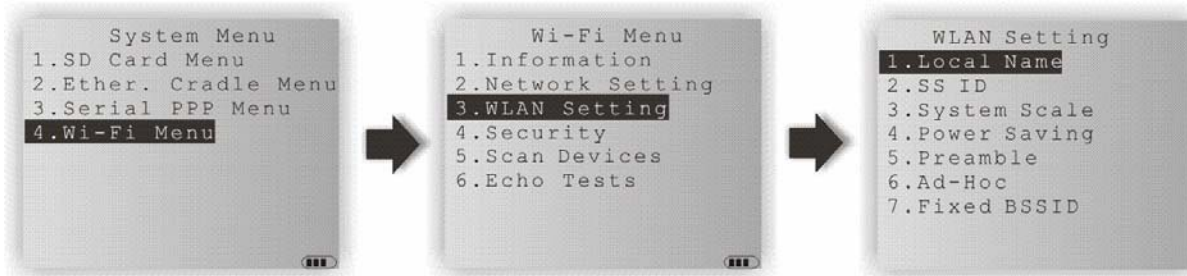 System Menu
1.SD Card Menu
2.Ether. Cradle Menu
3.Serial PPP Menu
4.Wi-Fi Menu
Wi-Fi Menu
1.Information
2.Network Setting
3.WLAN Setting
4.Security
5.Scan Devices
6.Echo Tests
WLAN Setting
1.Local Name
2.SS ID
3.System Scale
4.Power Saving
5.Preamble
6.Ad-Hoc
7.Fixed BSSID